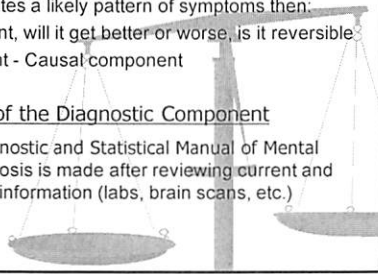 tes a likely pattern of symptoms then:
nt, will it get better or worse, is it reversible
nt - Causal component
of the Diagnostic Component
nostic and Statistical Manual of Mental
osis is made after reviewing current and
information (labs, brain scans, etc.)